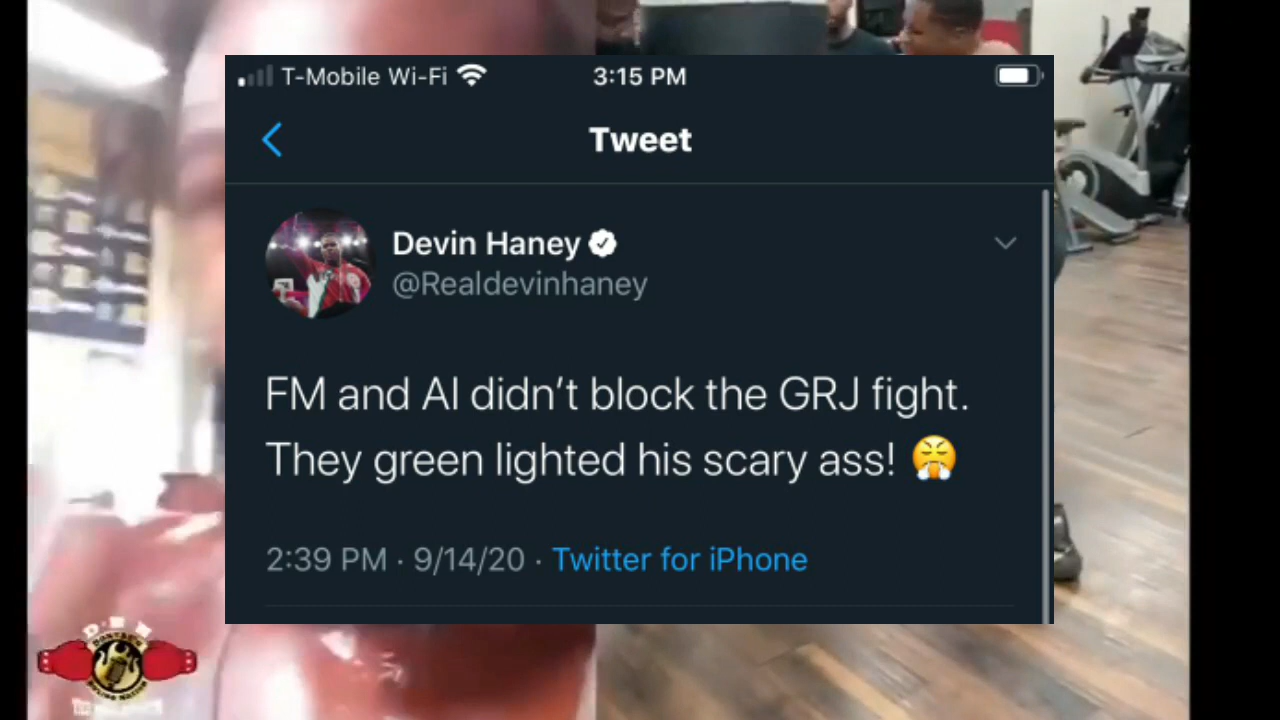 T-Mobile Wi-Fi 3:15 PM
Tweet
Devin Haney
@Realdevinhaney
FM and AI didn’t block the GRJ fight.
They green lighted his scary ass! 😤
2:39 PM · 9/14/20 · Twitter for iPhone